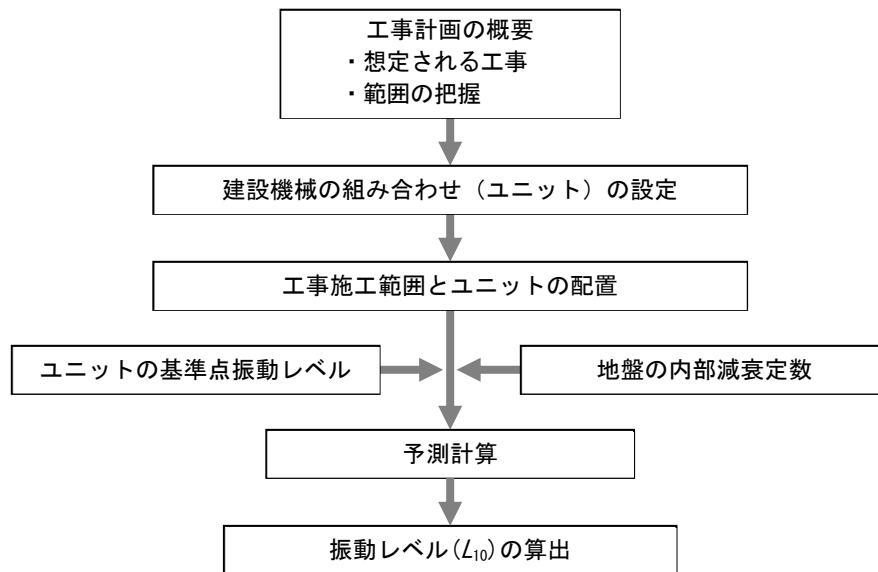 工事計画の概要
・想定される工事
・範囲の把握
建設機械の組み合わせ（ユニット）の設定
工事施工範囲とユニットの配置
ユニットの基準点振動レベル
地盤の内部減衰定数
予測計算
振動レベル(L10)の算出